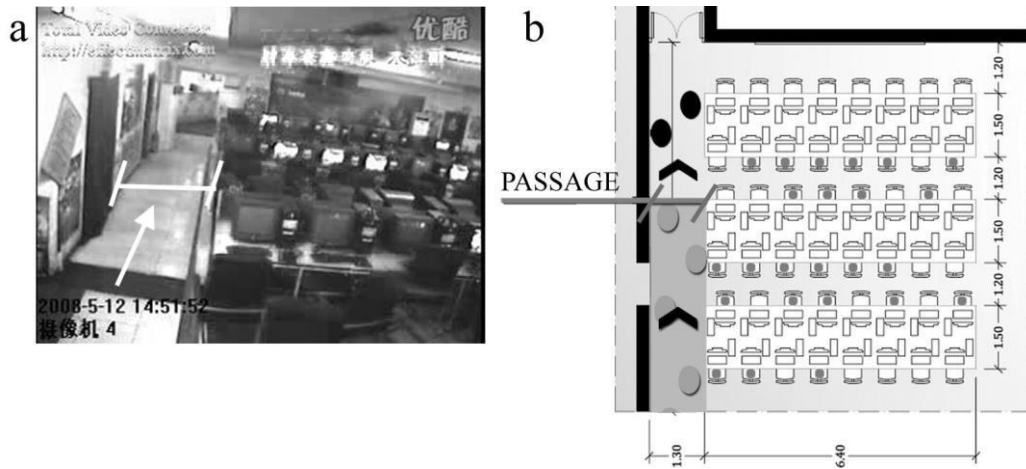 a
Total Video Converter
http://effectmatrix.com
优酷
2008-5-12 14:51:52
摄像机 4
b
PASSAGE
1.20
1.50
1.20
1.50
1.20
1.50
1.30
6.40